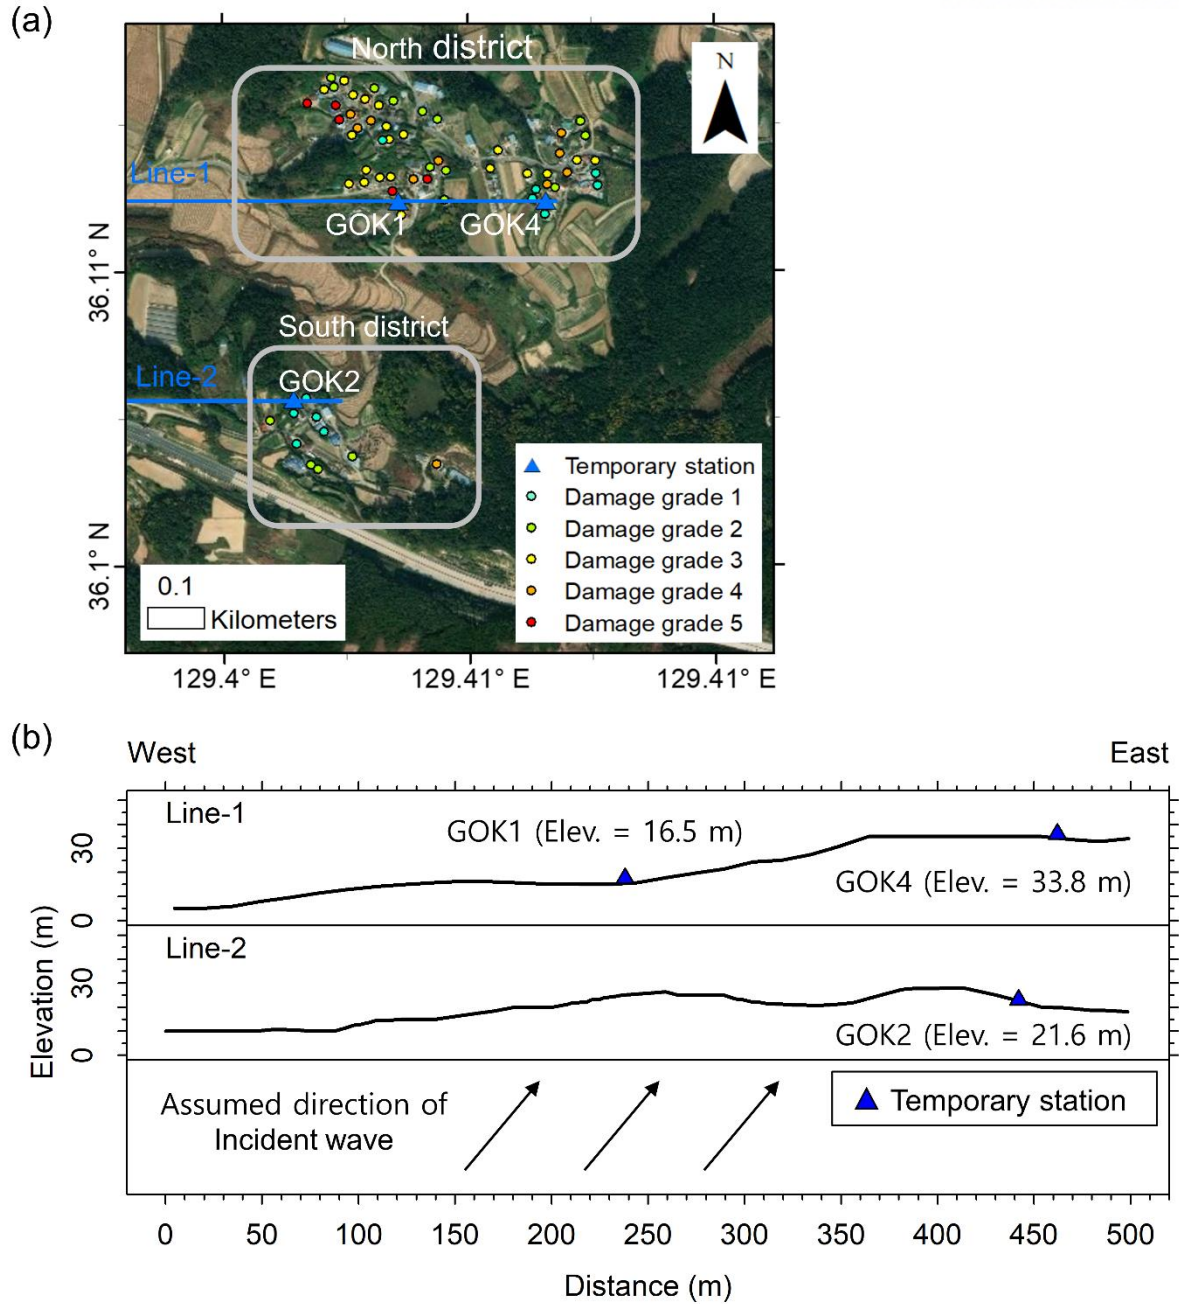 (a)
North district
N
Line-1
GOK1
GOK4
36.11° N
South district
Line-2
GOK2
Temporary station
Damage grade 1
Damage grade 2
Damage grade 3
Damage grade 4
Damage grade 5
36.1° N
0.1
Kilometers
129.4° E
129.41° E
129.41° E
(b)
West
East
Line-1
GOK1 (Elev. = 16.5 m)
GOK4 (Elev. = 33.8 m)
30
0
Line-2
GOK2 (Elev. = 21.6 m)
30
0
Elevation (m)
Assumed direction of
Incident wave
Temporary station
0 50 100 150 200 250 300 350 400 450 500
Distance (m)